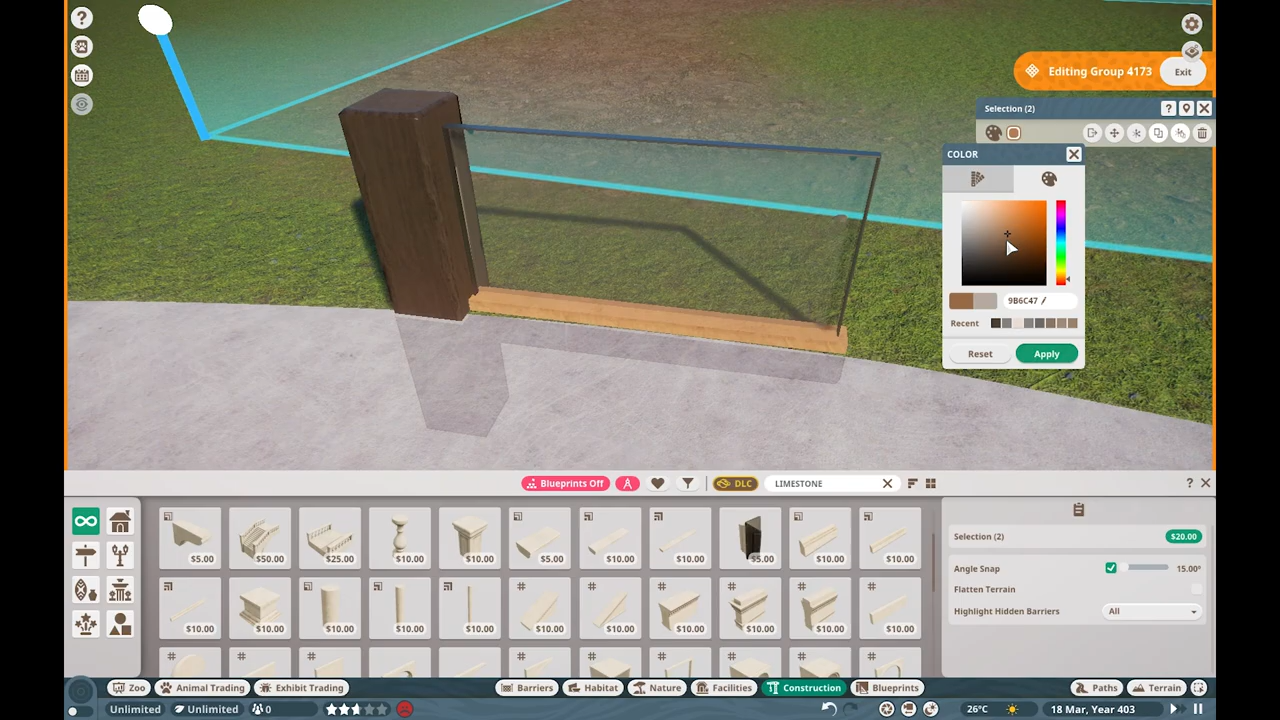 Editing Group 4173
Exit
Selection (2)
?
COLOR
9B6C47
Recent
Reset
Apply
Blueprints Off
DLC
LIMESTONE
?
$5.00
$50.00
$25.00
$10.00
$10.00
$5.00
$10.00
$10.00
$5.00
$10.00
$10.00
$10.00
$10.00
$10.00
$10.00
$10.00
$10.00
$10.00
$10.00
$10.00
$10.00
$10.00
Selection (2)
$20.00
Angle Snap
15.00°
Flatten Terrain
Highlight Hidden Barriers
All
Zoo
Animal Trading
Exhibit Trading
Barriers
Habitat
Nature
Facilities
Construction
Blueprints
Paths
Terrain
Unlimited
Unlimited
0
26°C
18 Mar, Year 403